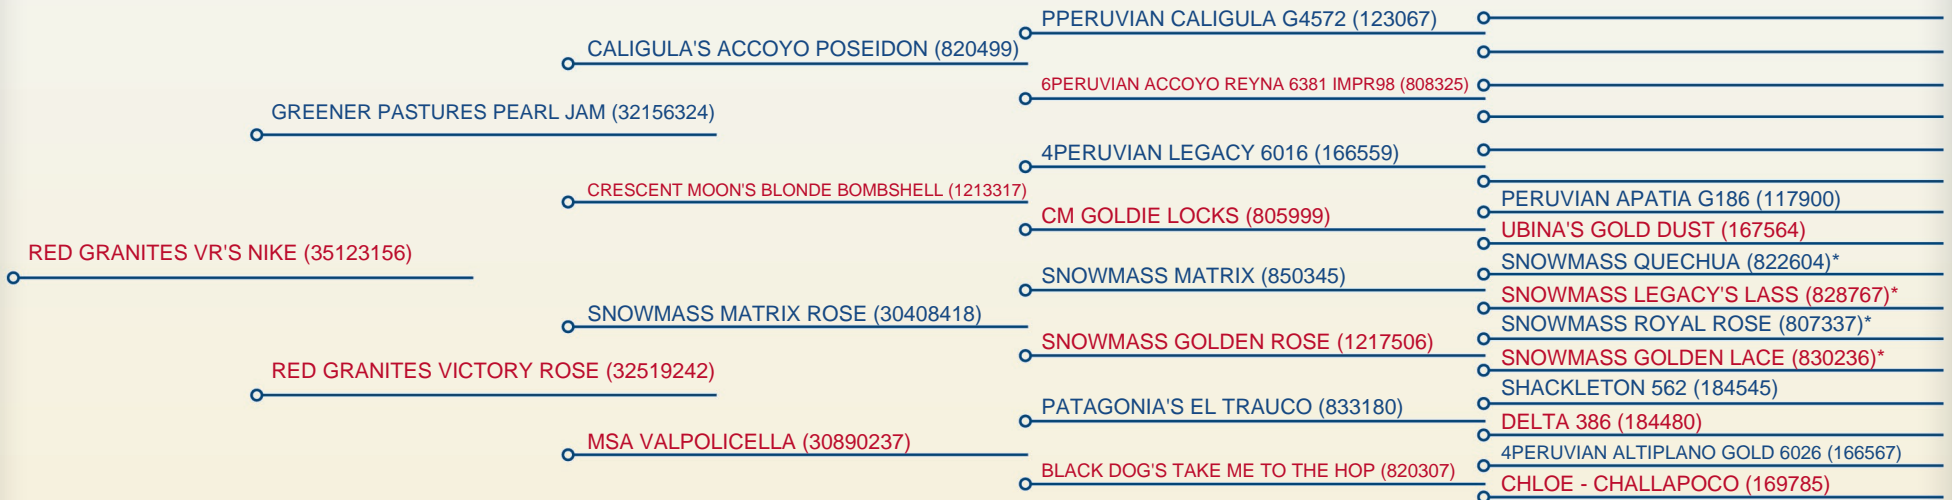 PPERUVIAN CALIGULA G4572 (123067)
CALIGULA'S ACCOYO POSEIDON (820499)
6PERUVIAN ACCOYO REYNA 6381 IMPR98 (808325)
GREENER PASTURES PEARL JAM (32156324)
4PERUVIAN LEGACY 6016 (166559)
CRESCENT MOON'S BLONDE BOMBSHELL (1213317)
PERUVIAN APATIA G186 (117900)
CM GOLDIE LOCKS (805999)
UBINA'S GOLD DUST (167564)
RED GRANITES VR'S NIKE (35123156)
SNOWMASS QUECHUA (822604)*
SNOWMASS MATRIX (850345)
SNOWMASS LEGACY'S LASS (828767)*
SNOWMASS MATRIX ROSE (30408418)
SNOWMASS ROYAL ROSE (807337)*
SNOWMASS GOLDEN ROSE (1217506)
SNOWMASS GOLDEN LACE (830236)*
RED GRANITES VICTORY ROSE (32519242)
SHACKLETON 562 (184545)
PATAGONIA'S EL TRAUCO (833180)
DELTA 386 (184480)
MSA VALPOLICELLA (30890237)
4PERUVIAN ALTIPLANO GOLD 6026 (166567)
BLACK DOG'S TAKE ME TO THE HOP (820307)
CHLOE - CHALLAPOCO (169785)